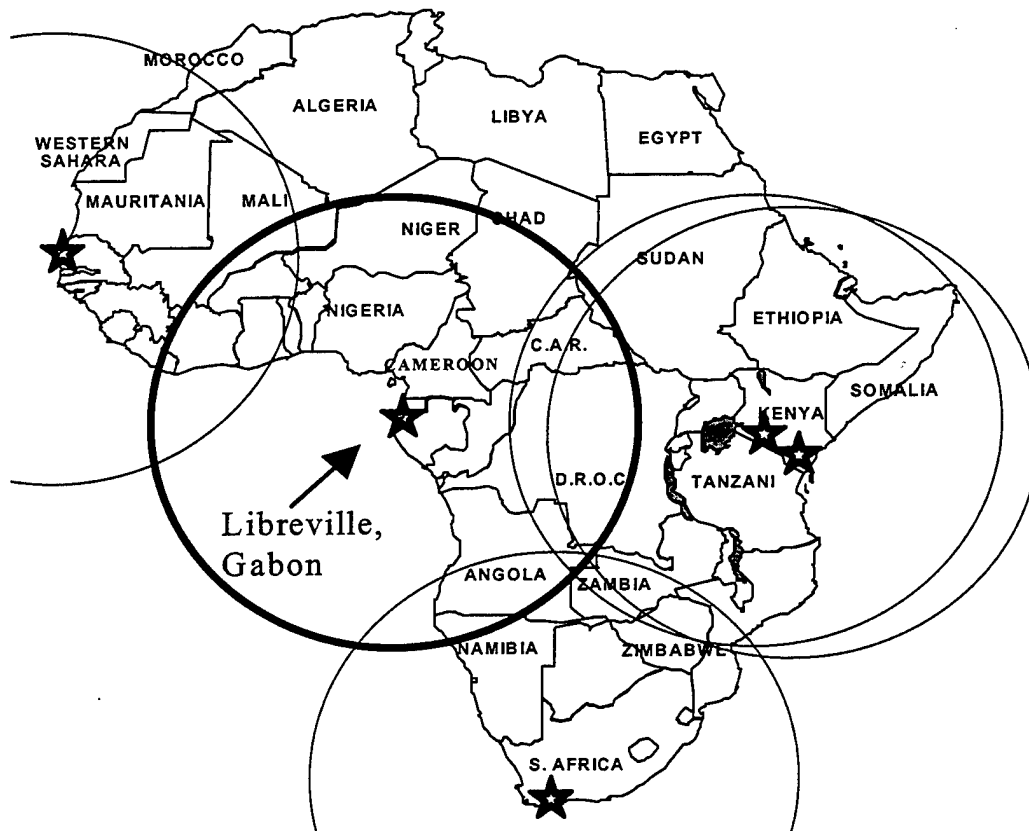 MOROCCO
ALGERIA
LIBYA
EGYPT
WESTERN
SAHARA
MAURITANIA
MALI
NIGER
CHAD
SUDAN
NIGERIA
ETHIOPIA
C.A.R.
CAMEROON
SOMALIA
KENYA
D.R.O.C
TANZANI
Libreville,
Gabon
ANGOLA
ZAMBIA
NAMIBIA
ZIMBABWE
S. AFRICA